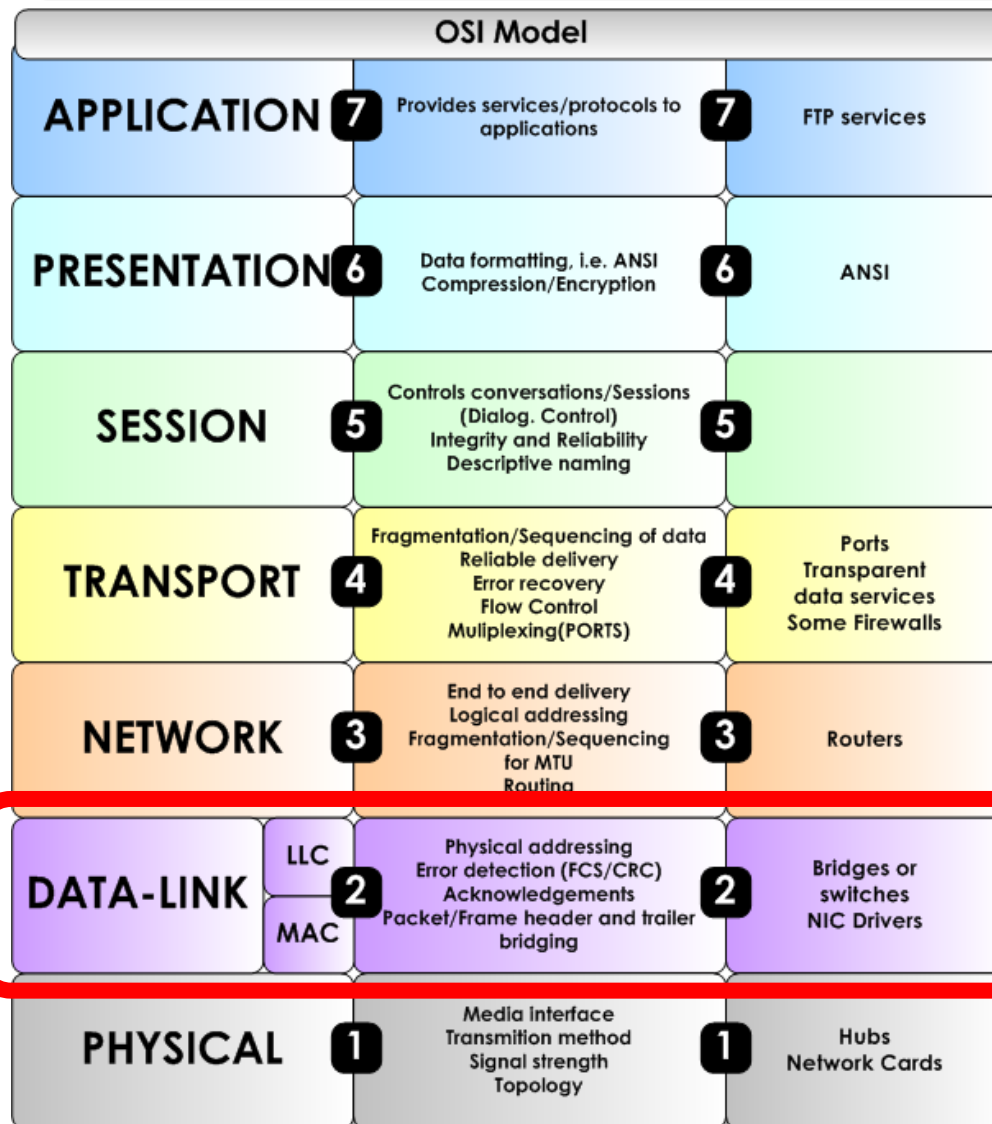 OSI Model
APPLICATION
7
Provides services/protocols to
applications
7
FTP services
PRESENTATION
6
Data formatting, i.e. ANSI
Compression/Encryption
6
ANSI
SESSION
5
Controls conversations/Sessions
(Dialog. Control)
Integrity and Reliability
Descriptive naming
5
TRANSPORT
4
Fragmentation/Sequencing of data
Reliable delivery
Error recovery
Flow Control
Muliplexing(PORTS)
4
Ports
Transparent
data services
Some Firewalls
NETWORK
3
End to end delivery
Logical addressing
Fragmentation/Sequencing
for MTU
Routing
3
Routers
DATA-LINK
LLC
MAC
2
Physical addressing
Error detection (FCS/CRC)
Acknowledgements
Packet/Frame header and trailer
bridging
2
Bridges or
switches
NIC Drivers
PHYSICAL
1
Media interface
Transmition method
Signal strength
Topology
1
Hubs
Network Cards